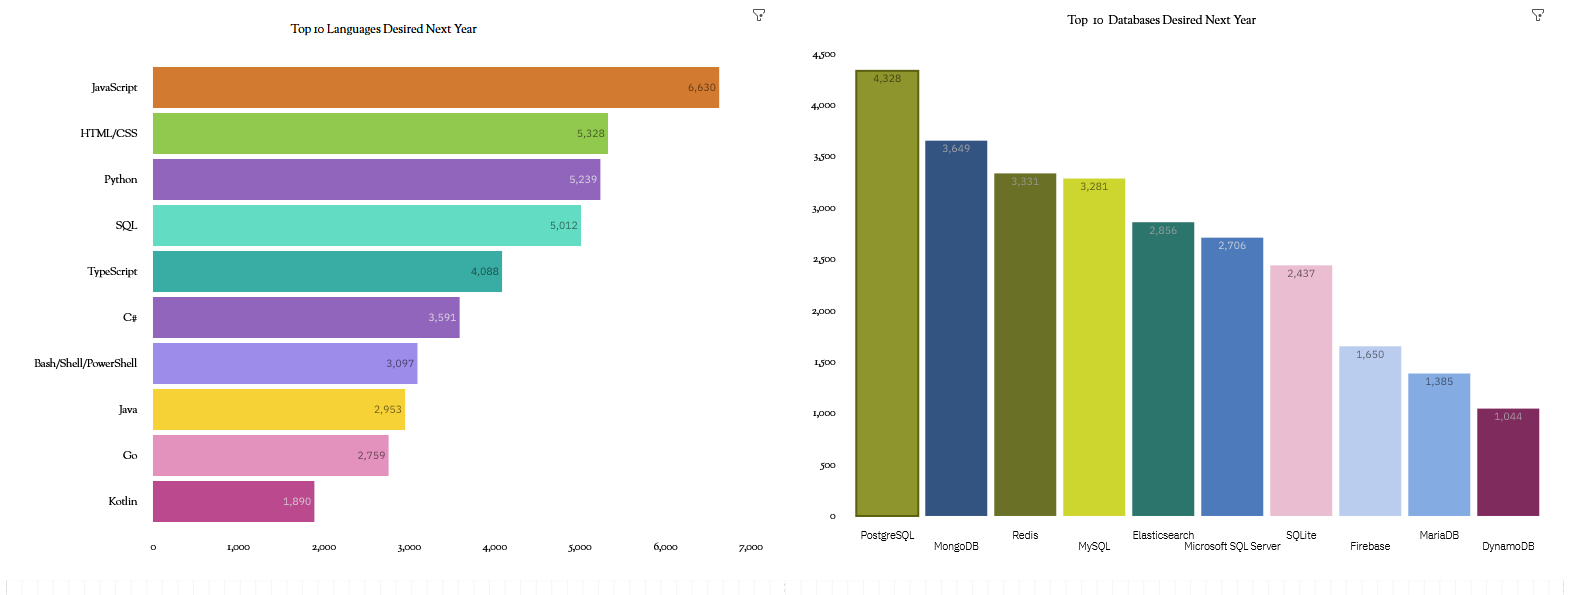 Top 10 Languages Desired Next Year
JavaScript
6,630
HTML/CSS
5,328
Python
5,239
SQL
5,012
TypeScript
4,088
C#
3,591
Bash/Shell/PowerShell
3,097
Java
2,953
Go
2,759
Kotlin
1,890
0 1,000 2,000 3,000 4,000 5,000 6,000 7,000
Top 10 Databases Desired Next Year
4,500
4,000
3,500
3,000
2,500
2,000
1,500
1,000
500
0
4,328
3,649
3,331
3,281
2,856
2,706
2,437
1,650
1,385
1,044
PostgreSQL
MongoDB
Redis
MySQL
Elasticsearch
Microsoft SQL Server
SQLite
Firebase
MariaDB
DynamoDB